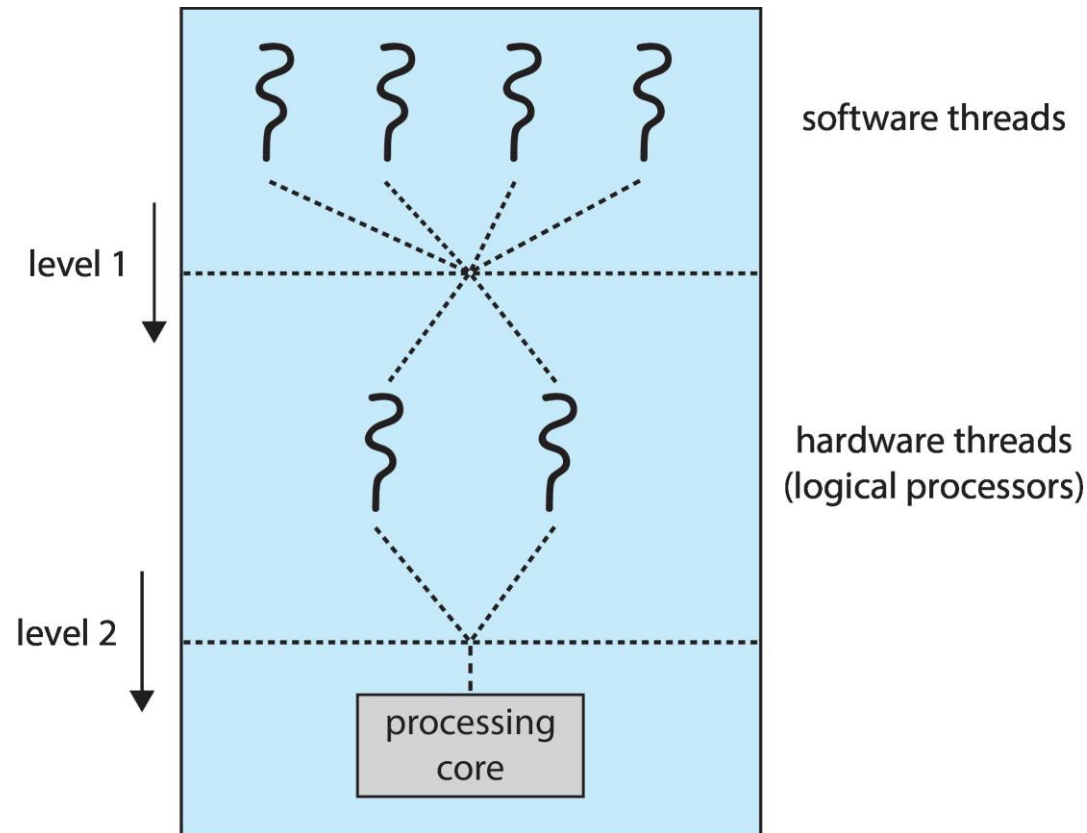 software threads
level 1
hardware threads
(logical processors)
level 2
processing
core